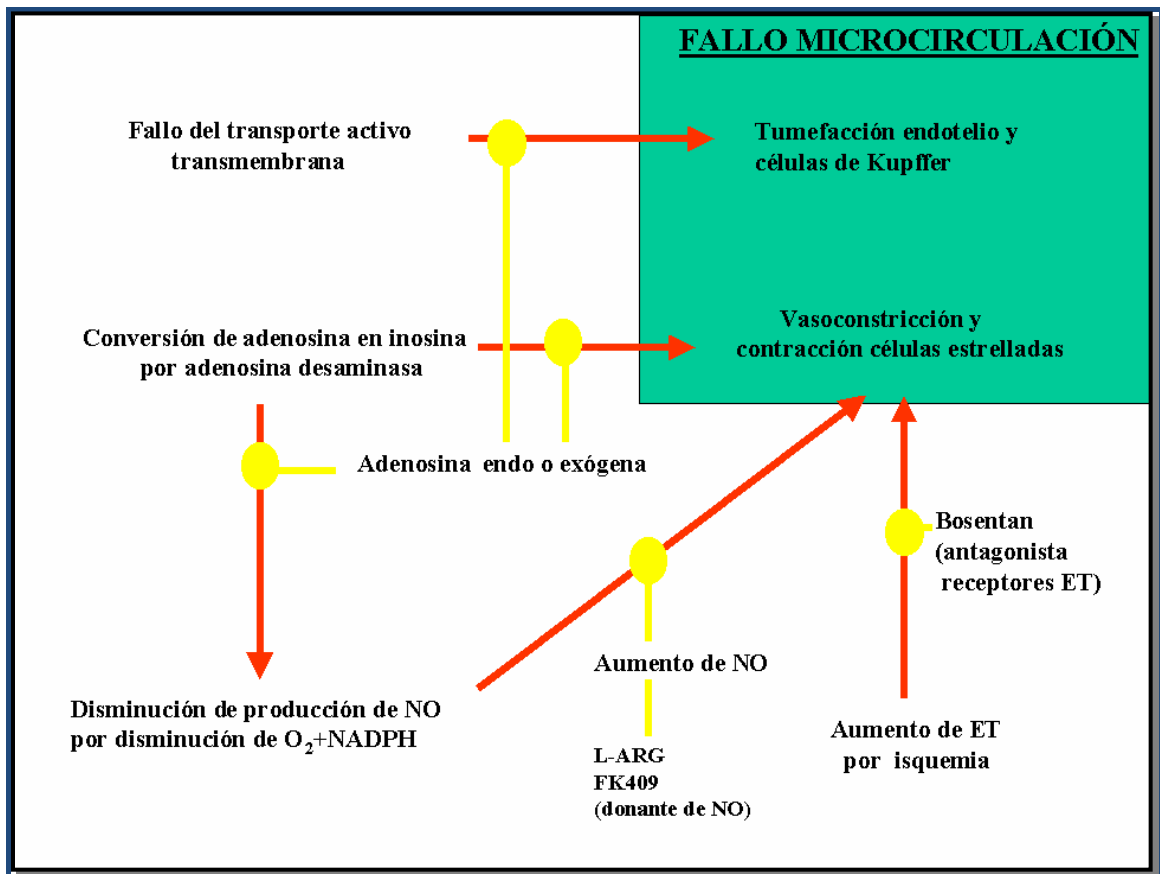 FALLO MICROCIRCULACIÓN
Fallo del transporte activo
transmembrana
Tumefacción endotelio y
células de Kupffer
Conversión de adenosina en inosina
por adenosina desaminasa
Vasoconstricción y
contracción células estrelladas
Adenosina endo o exógena
Bosentan
(antagonista
receptores ET)
Aumento de NO
Disminución de producción de NO
por disminución de O₂+NADPH
L-ARG
FK409
(donante de NO)
Aumento de ET
por isquemia